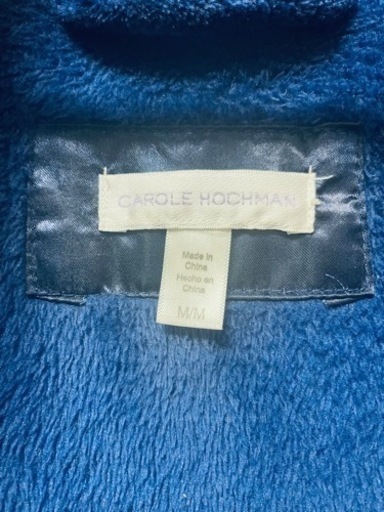 CAROLE HOCHMAN
Made in
China
Hecho en
China
M/M